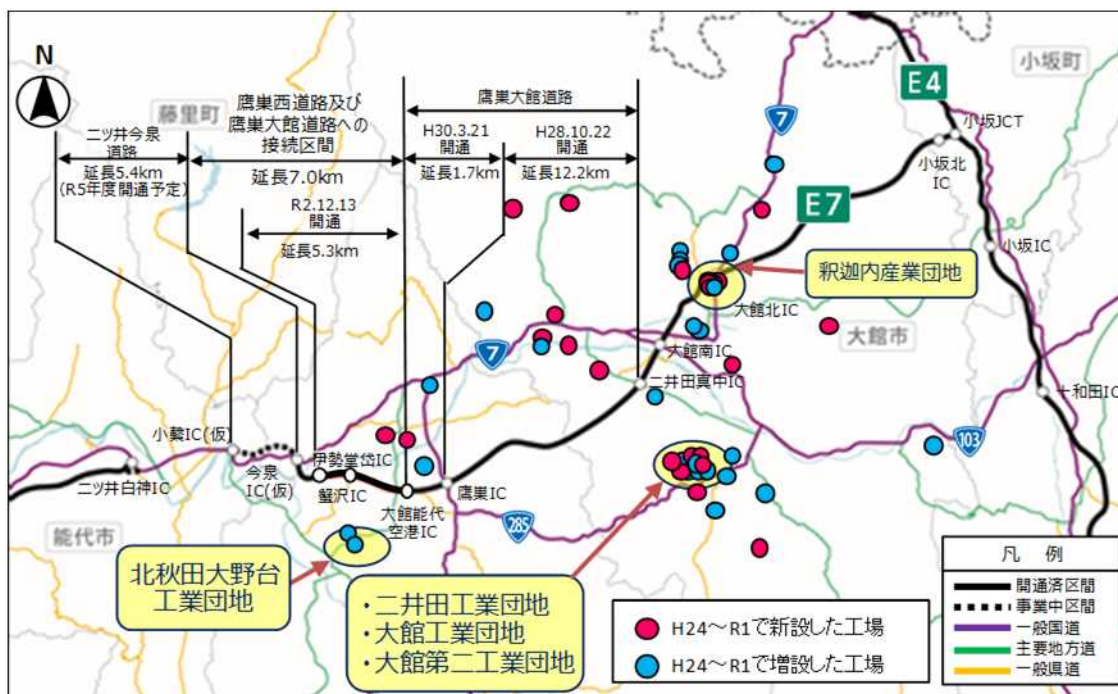 N
藤里町
小坂町
能代市
大館市
二ツ井今泉
道路
延長5.4km
(R5年度開通予定)
鷹巣西道路及び
鷹巣大館道路への
接続区間
延長7.0km
R2.12.13
開通
延長5.3km
鷹巣大館道路
H30.3.21
開通
延長1.7km
H28.10.22
開通
延長12.2km
7
E4
E7
小坂JCT
小坂北
IC
小坂IC
釈迦内産業団地
大館北IC
大館南IC
二井田真中IC
十和田IC
7
103
285
小繋IC(仮)
二ツ井白神IC
今泉
IC(仮)
伊勢堂岱IC
蟹沢IC
大館能代
空港IC
鷹巣IC
北秋田大野台
工業団地
・二井田工業団地
・大館工業団地
・大館第二工業団地
H24～R1で新設した工場
H24～R1で増設した工場
凡 例
開通済区間
事業中区間
一般国道
主要地方道
一般県道